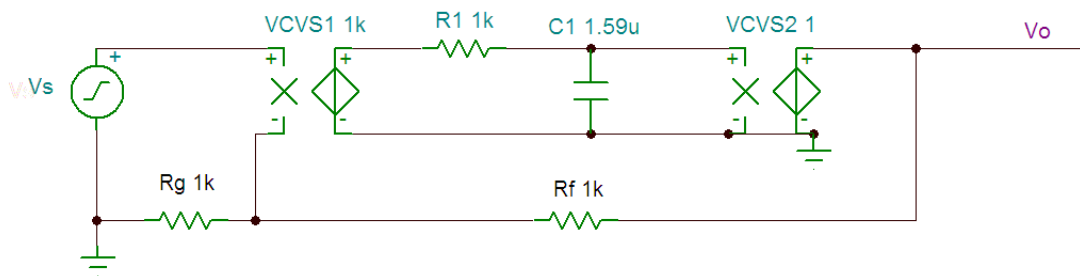 VCVS1 1k
R1 1k
C1 1.59u
VCVS2 1
Vo
Vs
+
+
+
+
+
-
-
-
-
Rg 1k
Rf 1k